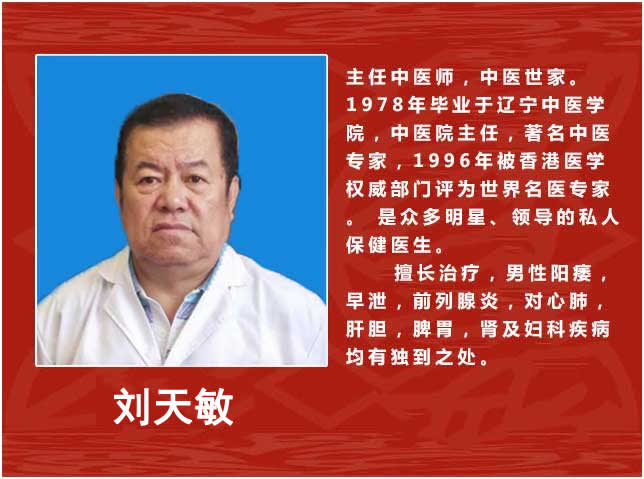 主任中医师，中医世家。
1978年毕业于辽宁中医学
院，中医院主任，著名中医
专家，1996年被香港医学
权威部门评为世界名医专家
。 是众多明星、领导的私人
保健医生。
擅长治疗，男性阳痿，
早泄，前列腺炎，对心肺，
肝胆，脾胃，肾及妇科疾病
均有独到之处。
刘天敏